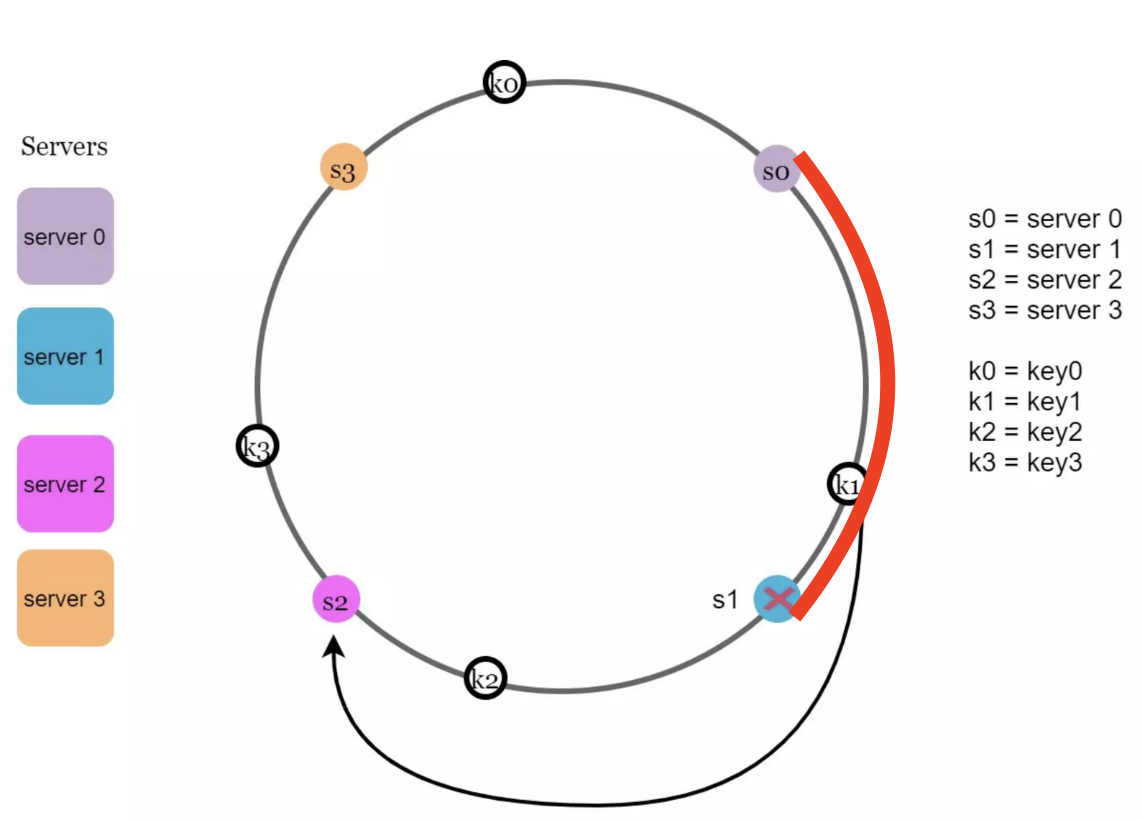 Servers
server 0
server 1
server 2
server 3
k0
s3
s0
k3
k1
s2
s1
k2
s0 = server 0
s1 = server 1
s2 = server 2
s3 = server 3
k0 = key0
k1 = key1
k2 = key2
k3 = key3